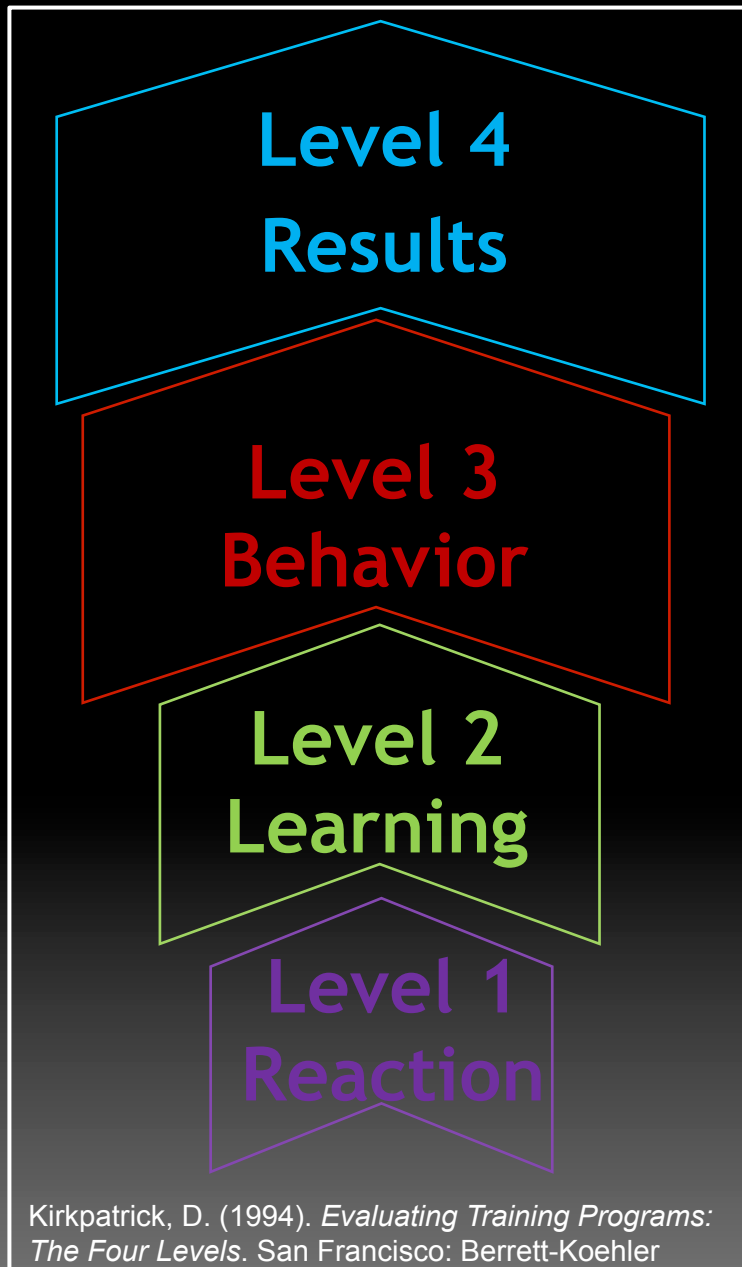 Level 4
Results
Level 3
Behavior
Level 2
Learning
Level 1
Reaction
Kirkpatrick, D. (1994). Evaluating Training Programs:
The Four Levels. San Francisco: Berrett-Koehler